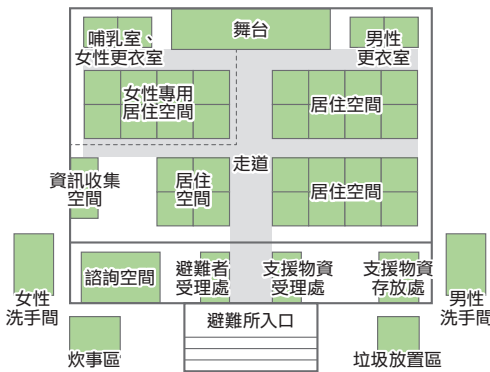 哺乳室、
女性更衣室
舞台
男性
更衣室
女性專用
居住空間
居住空間
走道
資訊收集
空間
居住
空間
居住空間
諮詢空間
避難者
受理處
支援物資
受理處
支援物資
存放處
女性
洗手間
男性
洗手間
避難所入口
炊事區
垃圾放置區